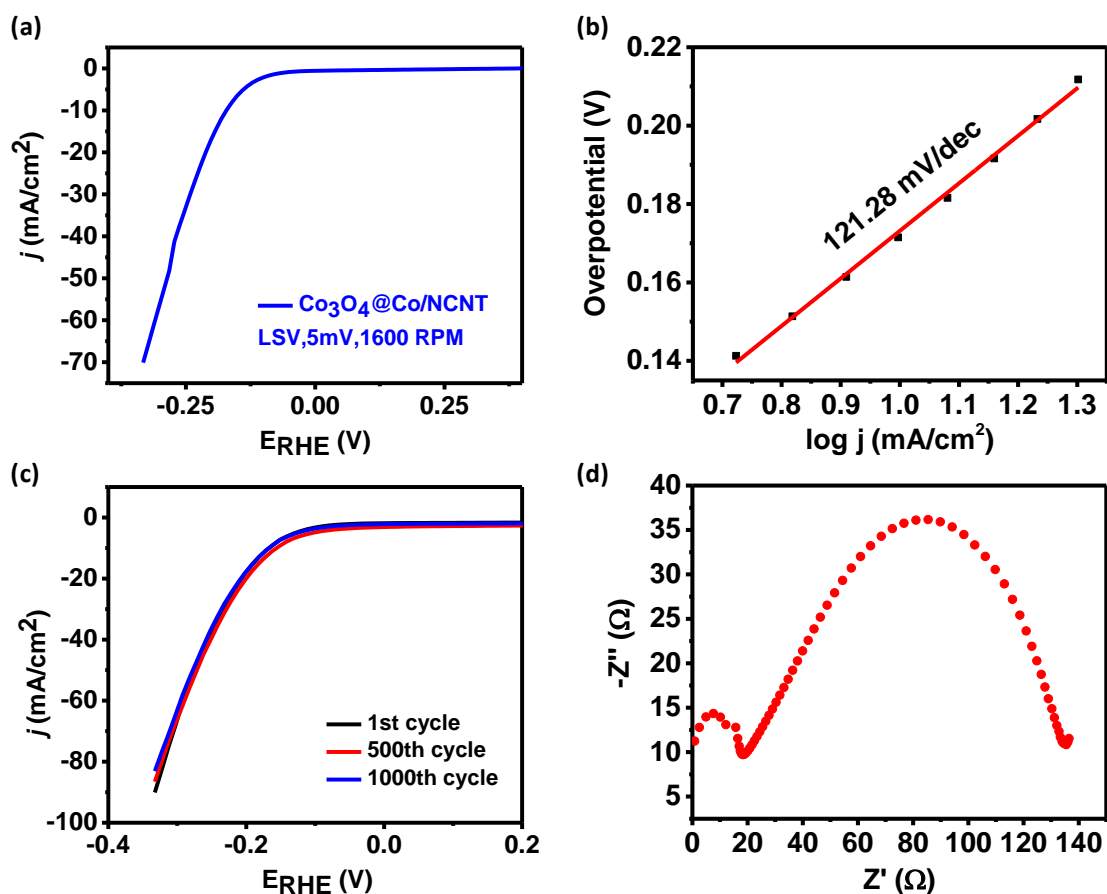 (a)
0
-10
-20
-30
-40
-50
-60
-70
j (mA/cm²)
Co₃O₄@Co/NCNT
LSV,5mV,1600 RPM
-0.25 0.00 0.25
E_RHE (V)
(b)
0.22
0.20
0.18
0.16
0.14
Overpotential (V)
121.28 mV/dec
0.7 0.8 0.9 1.0 1.1 1.2 1.3
log j (mA/cm²)
(c)
0
-20
-40
-60
-80
-100
j (mA/cm²)
1st cycle
500th cycle
1000th cycle
-0.4 -0.2 0.0 0.2
E_RHE (V)
(d)
40
35
30
25
20
15
10
5
-Z" (Ω)
0 20 40 60 80 100 120 140
Z' (Ω)